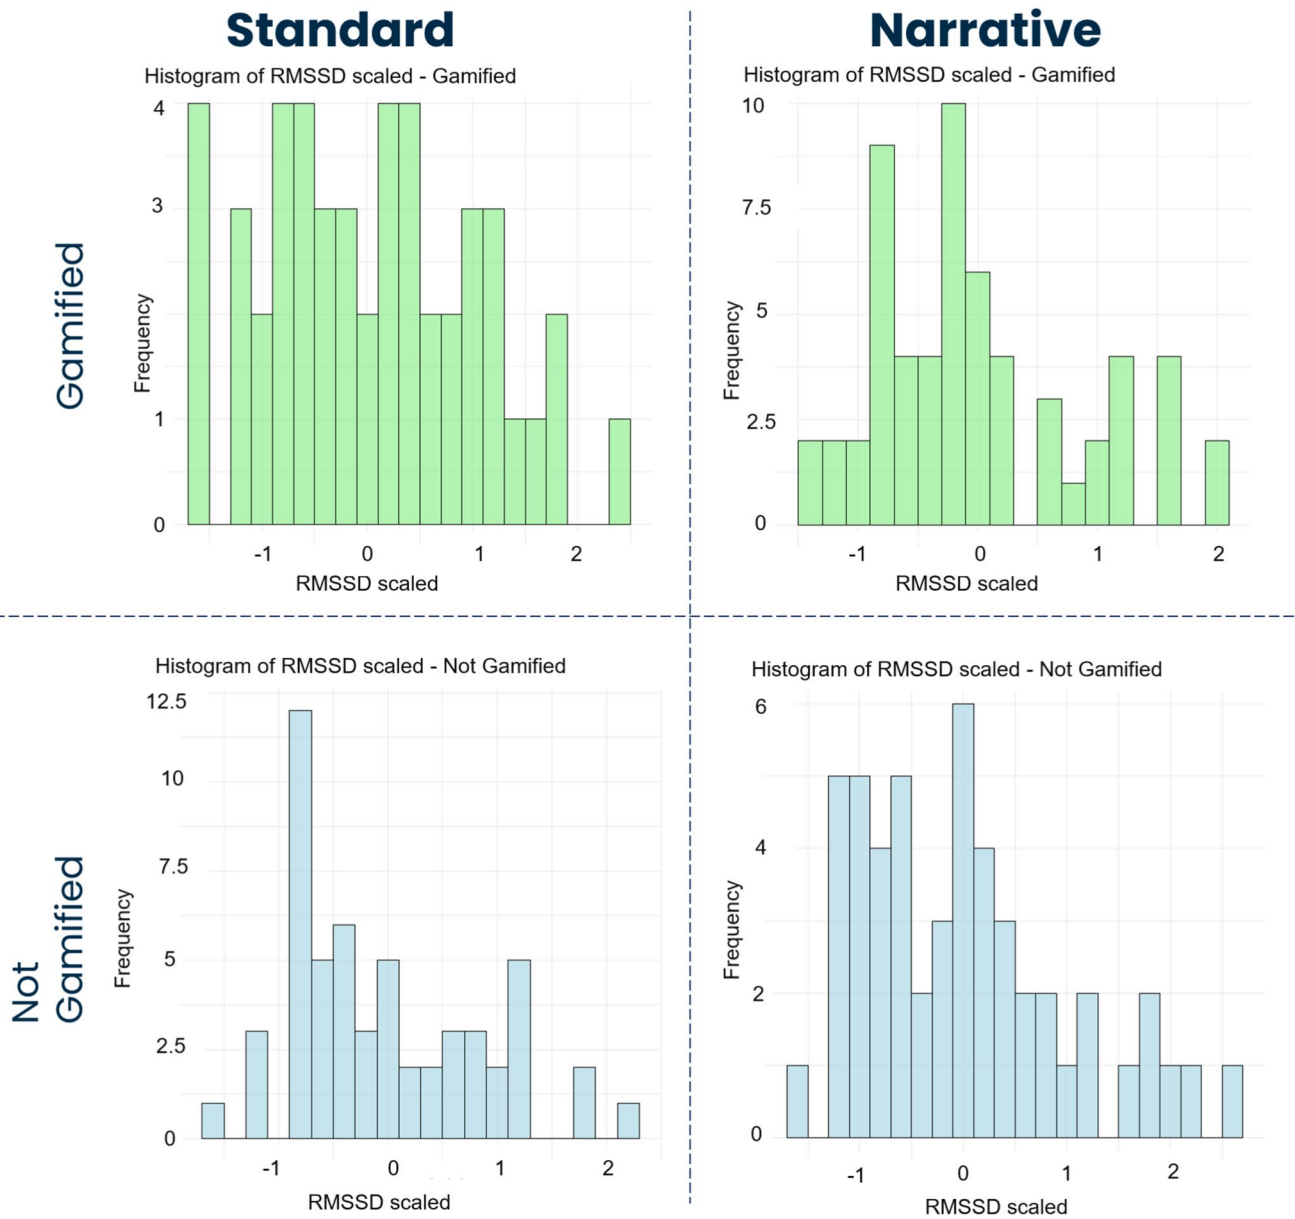 Standard
Narrative
Histogram of RMSSD scaled - Gamified
4
3
1
0
Frequency
-1
0
1
2
RMSSD scaled
Gamified
Histogram of RMSSD scaled - Gamified
10
7.5
5
2.5
0
Frequency
-1
0
1
2
RMSSD scaled
Histogram of RMSSD scaled - Not Gamified
12.5
10
7.5
5
2.5
0
Frequency
-1
0
1
2
RMSSD scaled
Not
Gamified
Histogram of RMSSD scaled - Not Gamified
6
4
2
0
Frequency
-1
0
1
2
RMSSD scaled